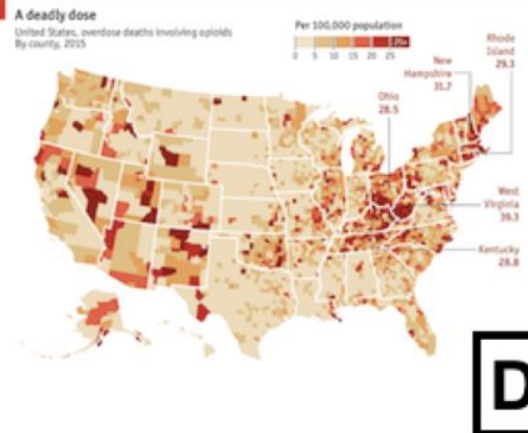 A deadly dose
United States, overdose deaths involving opioids
By county, 2015
Per 100,000 population
0 5 10 15 20 25
25+
Rhode
Island
29.3
New
Hampshire
31.7
Ohio
28.5
West
Virginia
39.3
Kentucky
28.8
D